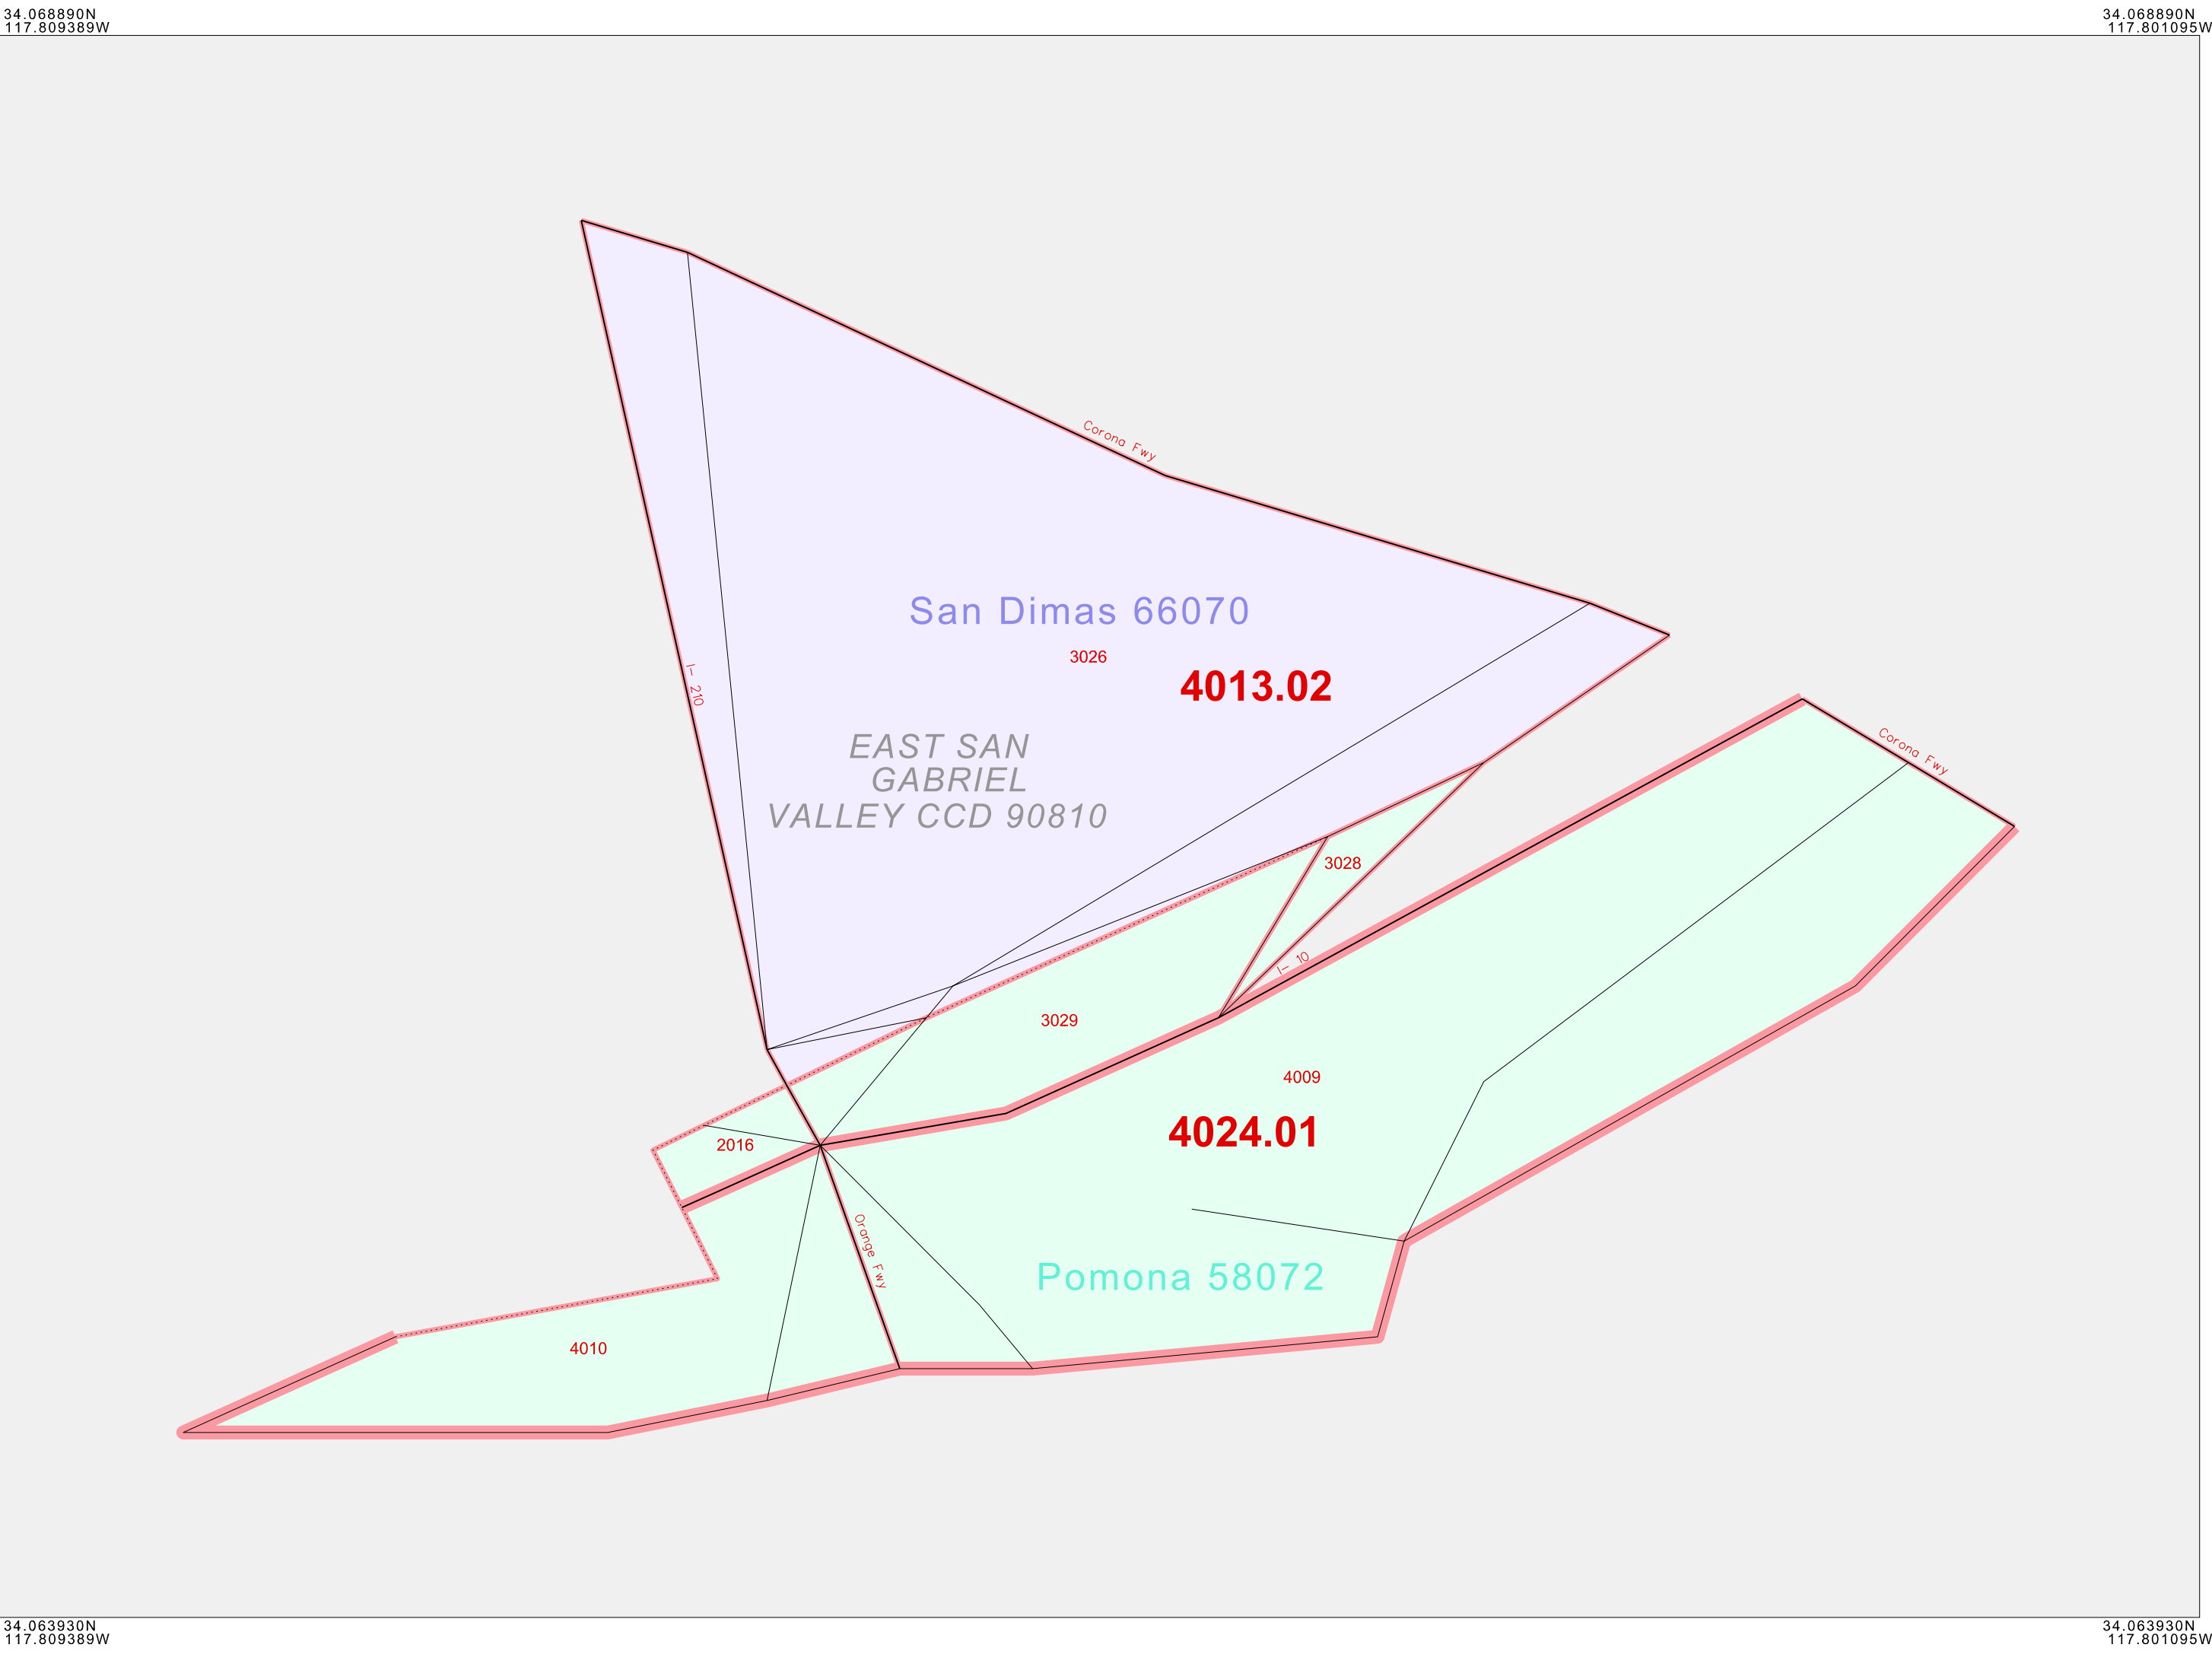 34.068890N
117.809389W
34.068890N
117.801095W
Corona Fwy
San Dimas 66070
3026
4013.02
I- 210
EAST SAN
GABRIEL
VALLEY CCD 90810
Corona Fwy
3028
I- 10
3029
4009
4024.01
2016
Orange Fwy
Pomona 58072
4010
34.063930N
117.809389W
34.063930N
117.801095W